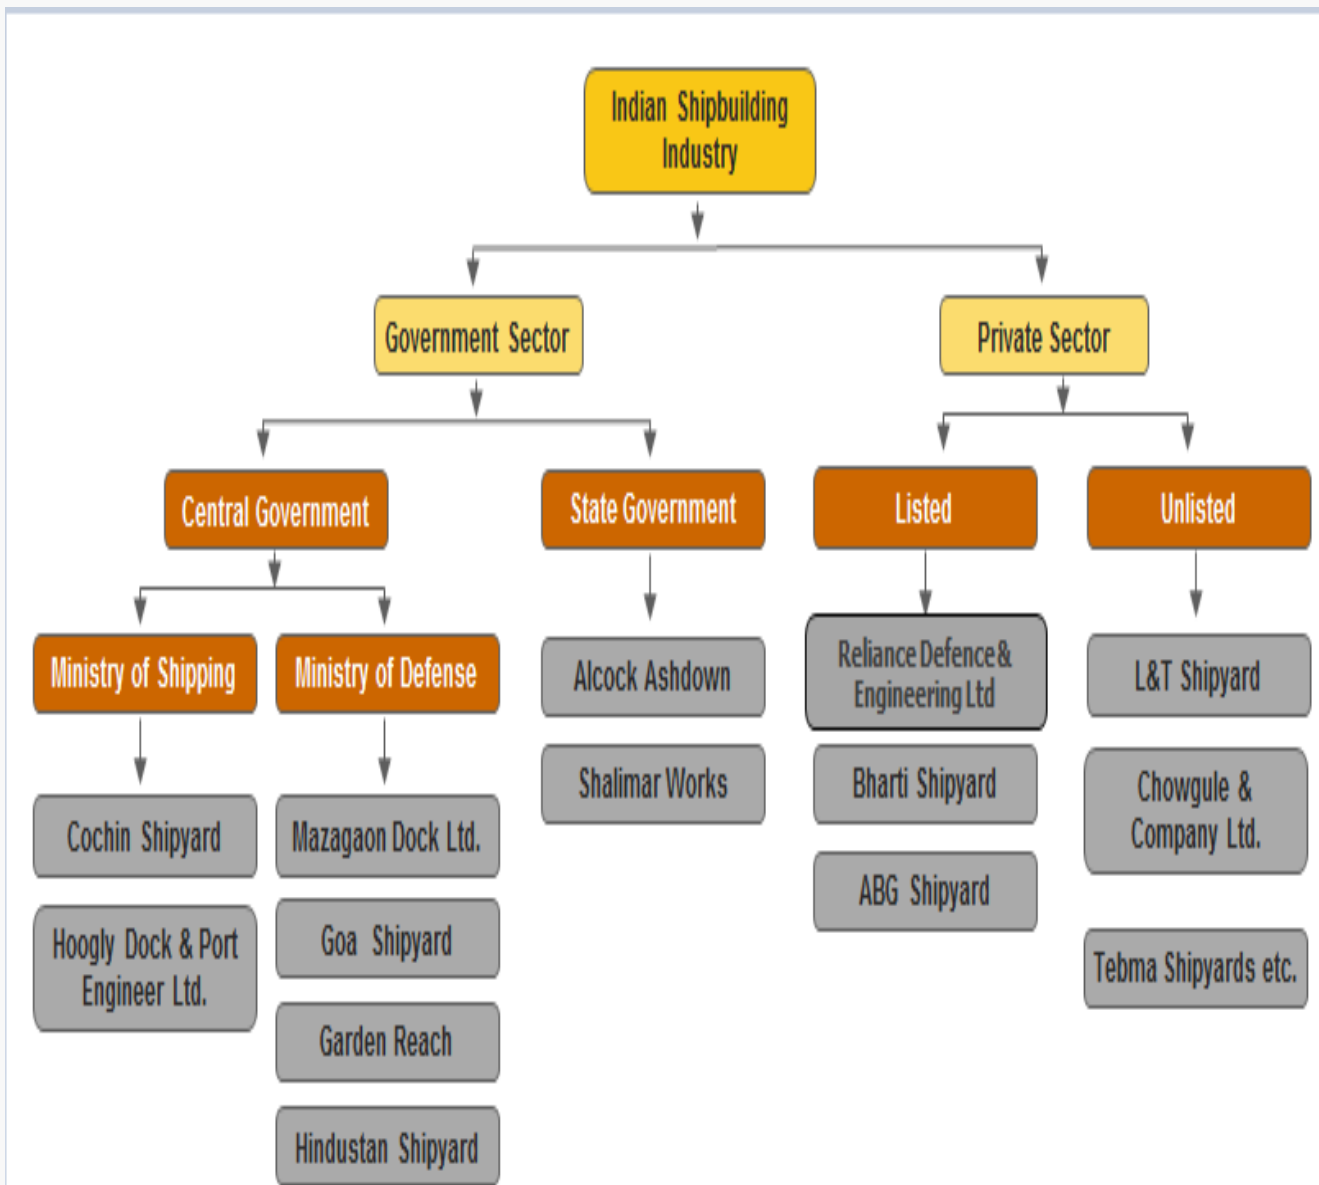 Indian Shipbuilding
Industry
Government Sector
Private Sector
Central Government
State Government
Listed
Unlisted
Ministry of Shipping
Ministry of Defense
Alcock Ashdown
Reliance Defence &
Engineering Ltd
L&T Shipyard
Shalimar Works
Bharti Shipyard
Chowgule &
Company Ltd.
Cochin Shipyard
Mazagaon Dock Ltd.
ABG Shipyard
Hoogly Dock & Port
Engineer Ltd.
Goa Shipyard
Tebma Shipyards etc.
Garden Reach
Hindustan Shipyard